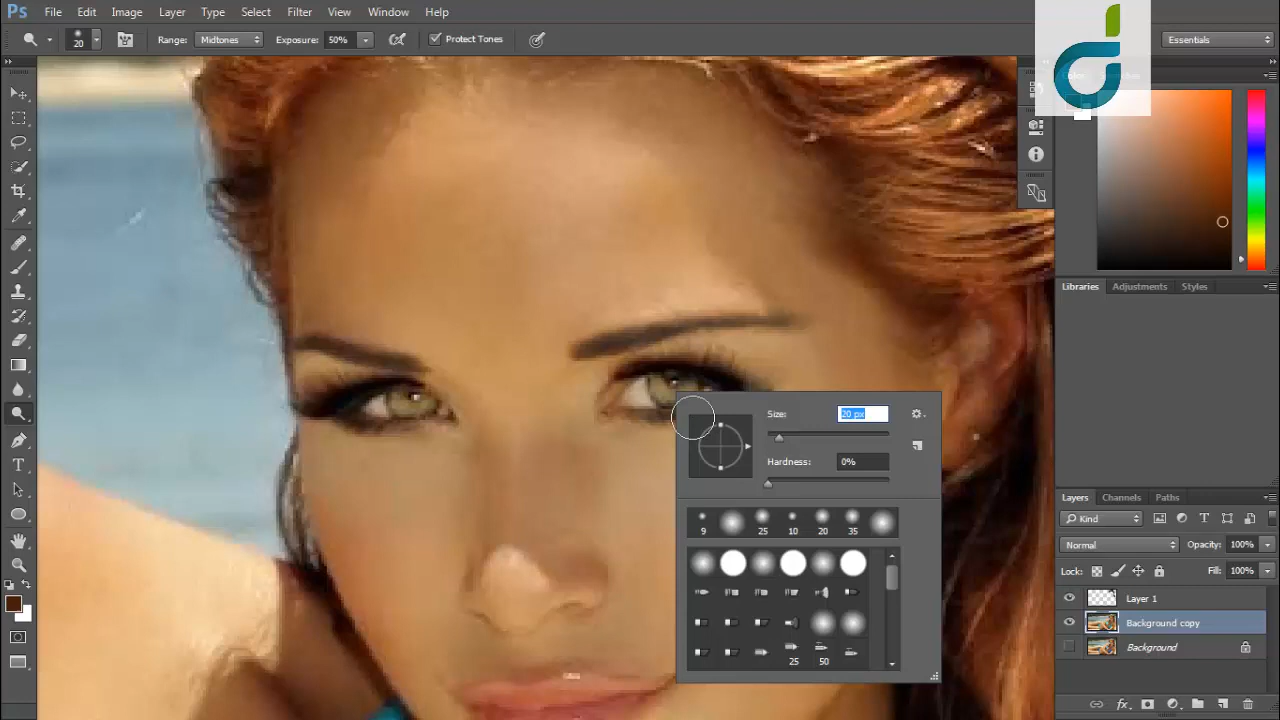 Ps File Edit Image Layer Type Select Filter View Window Help
20 Range: Midtones Exposure: 50% Protect Tones Essentials
Color
Libraries Adjustments Styles
Size: 20 px
Hardness: 0%
9 25 10 20 35
25 50
Layers Channels Paths
Kind
Normal Opacity: 100%
Lock: Fill: 100%
Layer 1
Background copy
Background